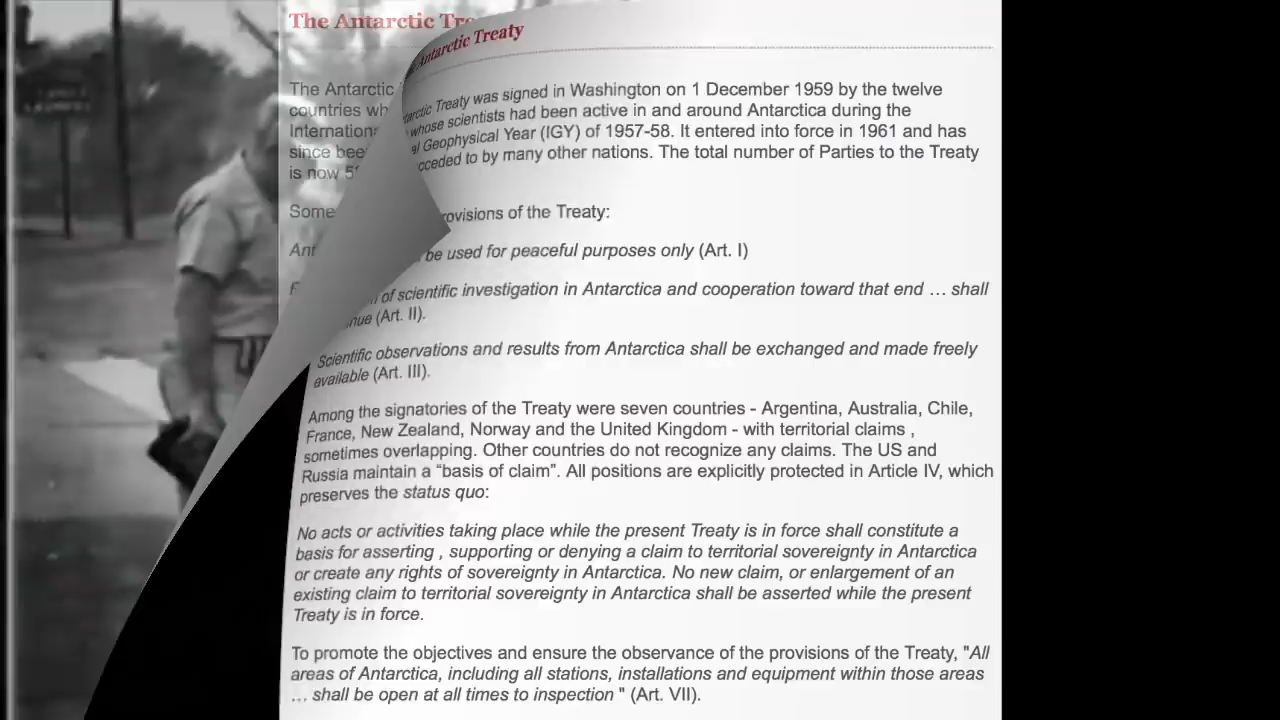 The Antarctic Tre
Antarctic Treaty
The Antarctic arctic Treaty was signed in Washington on 1 December 1959 by the twelve
countries wh whose scientists had been active in and around Antarctica during the
Internation al Geophysical Year (IGY) of 1957-58. It entered into force in 1961 and has
since bee cceded to by many other nations. The total number of Parties to the Treaty
is now 5
Some rovisions of the Treaty:
Ant be used for peaceful purposes only (Art. I)
F of scientific investigation in Antarctica and cooperation toward that end … shall
nue (Art. II).
Scientific observations and results from Antarctica shall be exchanged and made freely
available (Art. III).
Among the signatories of the Treaty were seven countries - Argentina, Australia, Chile,
France, New Zealand, Norway and the United Kingdom - with territorial claims ,
sometimes overlapping. Other countries do not recognize any claims. The US and
Russia maintain a “basis of claim”. All positions are explicitly protected in Article IV, which
preserves the status quo:
No acts or activities taking place while the present Treaty is in force shall constitute a
basis for asserting , supporting or denying a claim to territorial sovereignty in Antarctica
or create any rights of sovereignty in Antarctica. No new claim, or enlargement of an
existing claim to territorial sovereignty in Antarctica shall be asserted while the present
Treaty is in force.
To promote the objectives and ensure the observance of the provisions of the Treaty, "All
areas of Antarctica, including all stations, installations and equipment within those areas
… shall be open at all times to inspection " (Art. VII).